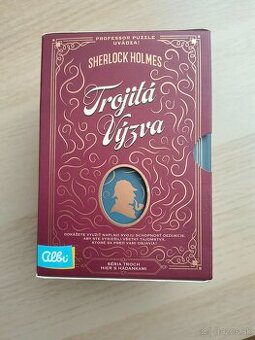 PROFESSOR PUZZLE
UVÁDZA:
SHERLOCK HOLMES
Trojitá
Výzva
DOKÁŽETE VYUŽIŤ NAPLNO SVOJU SCHOPNOSŤ DEDUKCIE,
ABY STE VYRIEŠILI VŠETKY TAJOMSTVÁ,
KTORÉ SA PRED VAMI OBJAVIA?
Albi
SÉRIA TROCH
HIER S HÁDANKAMI